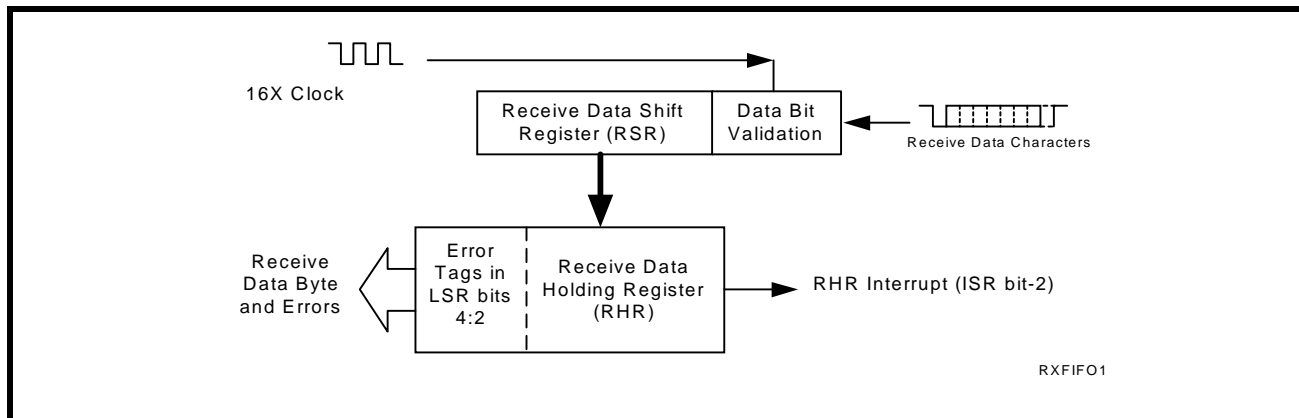 16X Clock
Receive Data Shift
Register (RSR)
Data Bit
Validation
Receive Data Characters
Receive
Data Byte
and Errors
Error
Tags in
LSR bits
4:2
Receive Data
Holding Register
(RHR)
RHR Interrupt (ISR bit-2)
RXFIFO1